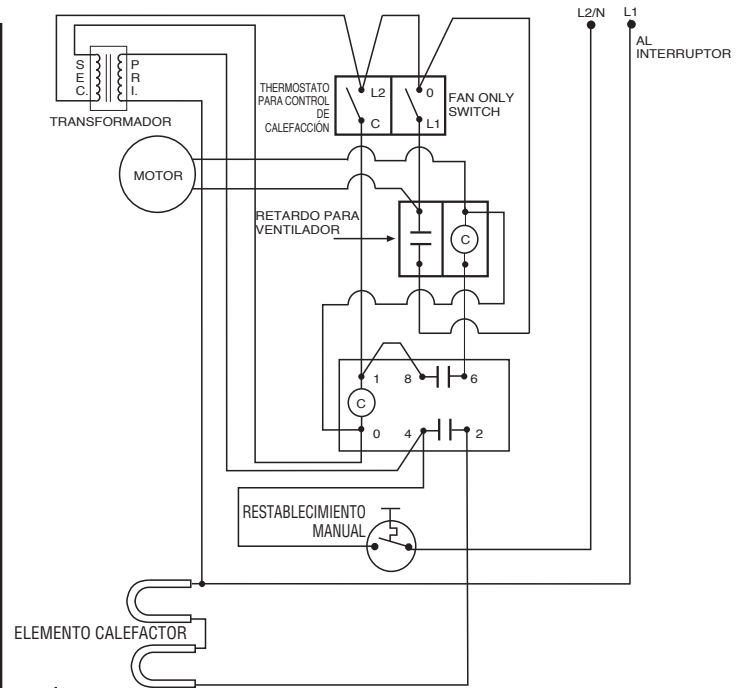 L2/N L1
AL
INTERRUPTOR
S
E
C.
P
R
I.
TRANSFORMADOR
THERMOSTATO
PARA CONTROL
DE
CALEFACCIÓN
L2
C
0
L1
FAN ONLY
SWITCH
MOTOR
RETARDO PARA
VENTILADOR
C
1 8 6
C
0 4 2
RESTABLECIMIENTO
MANUAL
ELEMENTO CALEFACTOR